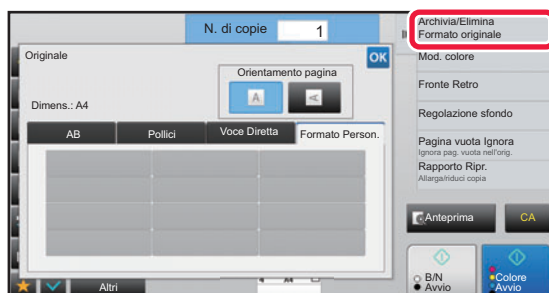 N. di copie 1
Originale
OK
Orientamento pagina
A A
Dimens.: A4
AB Pollici Voce Diretta Formato Person.
Altri
A4
Archivia/Elimina
Formato originale
Mod. colore
Fronte Retro
Regolazione sfondo
Pagina vuota Ignora
Ignora pag. vuota nell'orig.
Rapporto Ripr.
Allarga/riduci copia
Anteprima CA
B/N
Avvio
Colore
Avvio